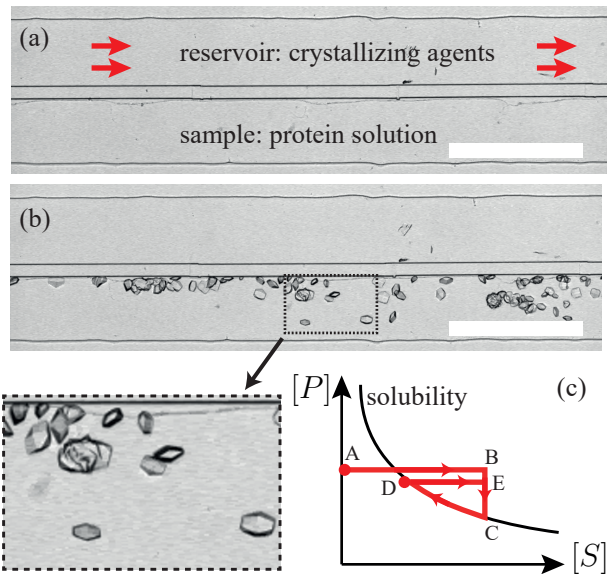 (a)
reservoir: crystallizing agents
sample: protein solution
(b)
[P]
solubility
(c)
A
B
D
E
C
[S]